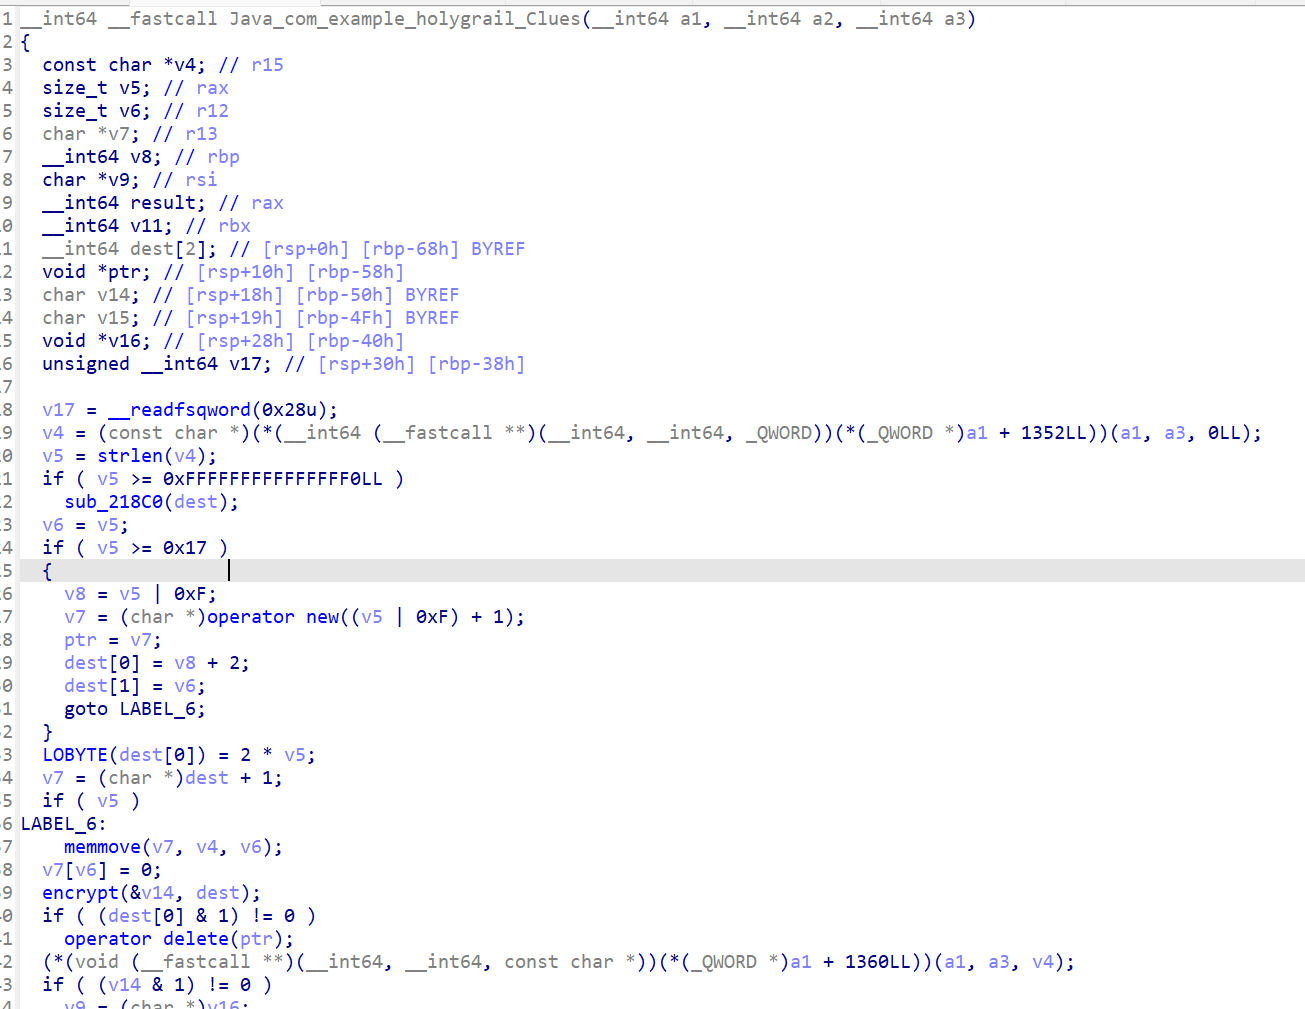 1 __int64 __fastcall Java_com_example_holygrail_Clues(__int64 a1, __int64 a2, __int64 a3)
2 {
3 const char *v4; // r15
4 size_t v5; // rax
5 size_t v6; // r12
6 char *v7; // r13
7 __int64 v8; // rbp
8 char *v9; // rsi
9 __int64 result; // rax
0 __int64 v11; // rbx
1 __int64 dest[2]; // [rsp+0h] [rbp-68h] BYREF
2 void *ptr; // [rsp+10h] [rbp-58h]
3 char v14; // [rsp+18h] [rbp-50h] BYREF
4 char v15; // [rsp+19h] [rbp-4Fh] BYREF
5 void *v16; // [rsp+28h] [rbp-40h]
6 unsigned __int64 v17; // [rsp+30h] [rbp-38h]
7
8 v17 = __readfsqword(0x28u);
9 v4 = (const char *)(*(__int64 (__fastcall **)(__int64, __int64, _QWORD))(*(_QWORD *)a1 + 1352LL))(a1, a3, 0LL);
0 v5 = strlen(v4);
1 if ( v5 >= 0xFFFFFFFFFFFFFFF0LL )
2 sub_218C0(dest);
3 v6 = v5;
4 if ( v5 >= 0x17 )
5 {
6 v8 = v5 | 0xF;
7 v7 = (char *)operator new((v5 | 0xF) + 1);
8 ptr = v7;
9 dest[0] = v8 + 2;
0 dest[1] = v6;
1 goto LABEL_6;
2 }
3 LOBYTE(dest[0]) = 2 * v5;
4 v7 = (char *)dest + 1;
5 if ( v5 )
6 LABEL_6:
7 memmove(v7, v4, v6);
8 v7[v6] = 0;
9 encrypt(&v14, dest);
0 if ( (dest[0] & 1) != 0 )
1 operator delete(ptr);
2 (*(void (__fastcall **)(__int64, __int64, const char *))(*(_QWORD *)a1 + 1360LL))(a1, a3, v4);
3 if ( (v14 & 1) != 0 )
4 v9 = (char *)v16;